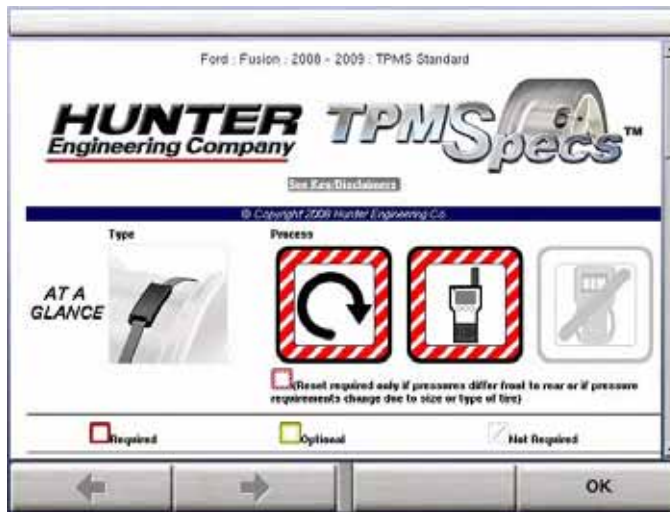 Ford : Fusion : 2008 - 2009 : TPMS Standard
HUNTER
Engineering Company
TPMSpecs™
See Key/Disclaimers
© Copyright 2008 Hunter Engineering Co.
Type
Process
AT A
GLANCE
(Reset required only if pressures differ front to rear or if pressure
requirements change due to size or type of tire)
Required
Optional
Not Required
OK